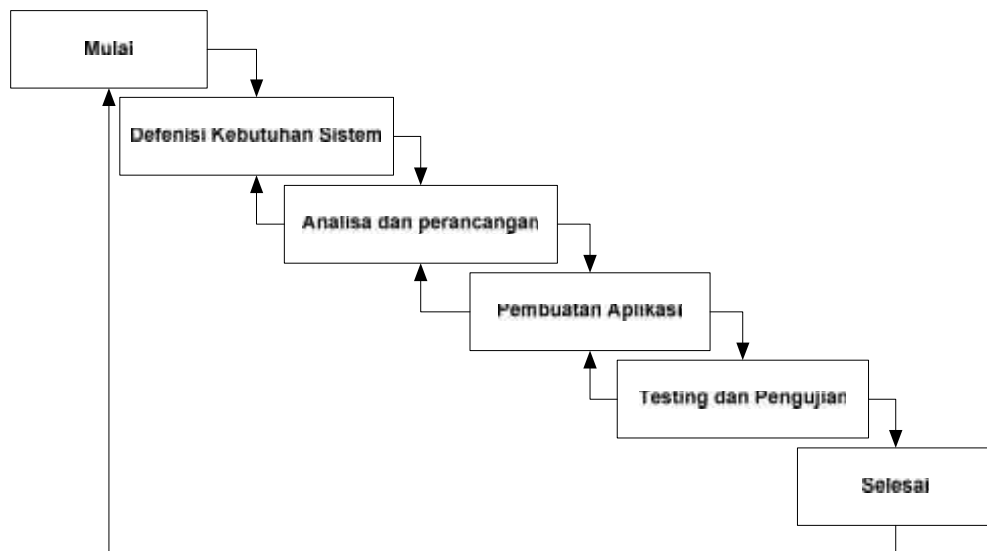 Mulai
Defenisi Kebutuhan Sistem
Analisa dan perancangan
Pembuatan Aplikasi
Testing dan Pengujian
Selesai